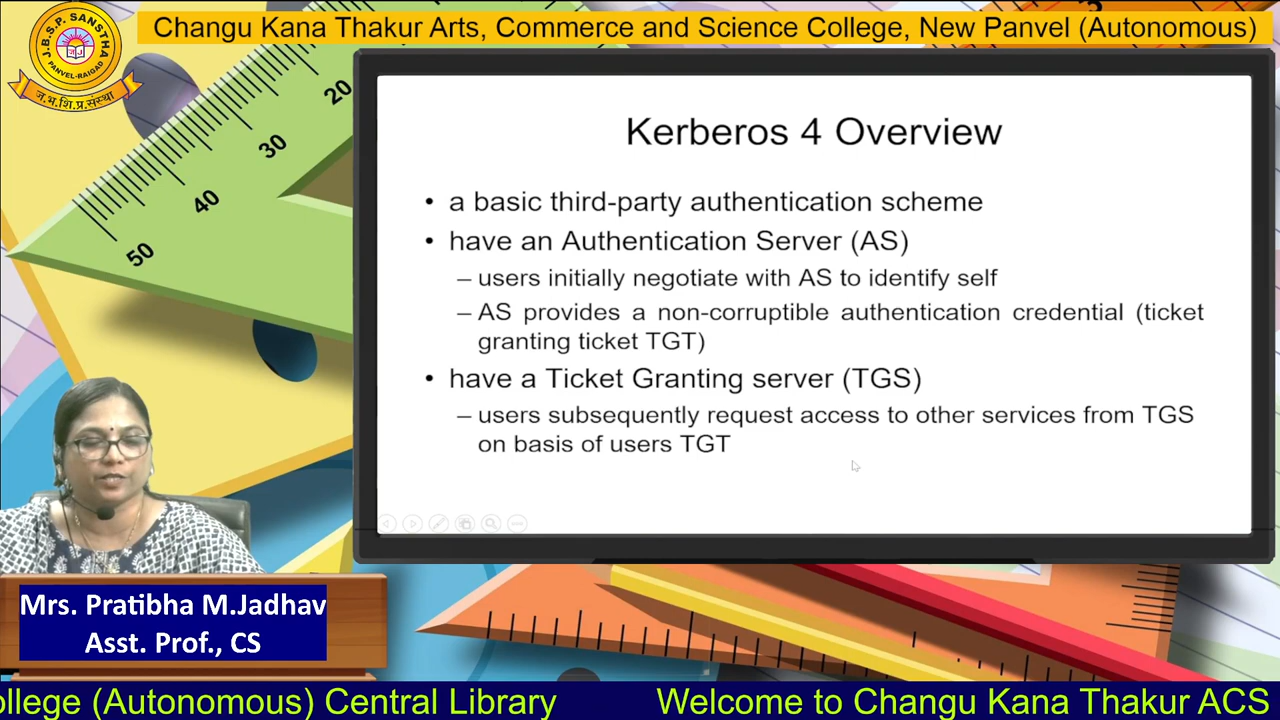 Changu Kana Thakur Arts, Commerce and Science College, New Panvel (Autonomous)
J.B.S.P. SANSTHA
PANVEL-RAIGAD
ज.भ.शि.प्र.संस्था
20
30
40
50
Kerberos 4 Overview
• a basic third-party authentication scheme
• have an Authentication Server (AS)
– users initially negotiate with AS to identify self
– AS provides a non-corruptible authentication credential (ticket
granting ticket TGT)
• have a Ticket Granting server (TGS)
– users subsequently request access to other services from TGS
on basis of users TGT
Mrs. Pratibha M.Jadhav
Asst. Prof., CS
ollege (Autonomous) Central Library Welcome to Changu Kana Thakur ACS